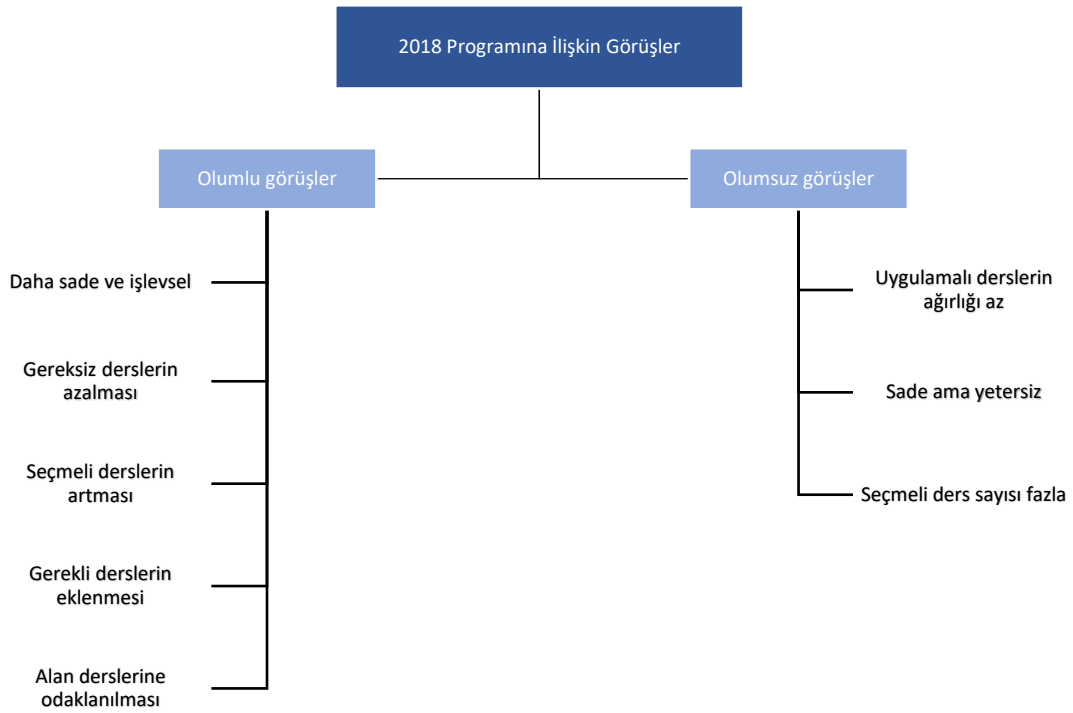 2018 Programına İlişkin Görüşler
Olumlu görüşler
Daha sade ve işlevsel
Gereksiz derslerin
azalması
Seçmeli derslerin
artması
Gerekli derslerin
eklenmesi
Alan derslerine
odaklanılması
Olumsuz görüşler
Uygulamalı derslerin
ağırlığı az
Sade ama yetersiz
Seçmeli ders sayısı fazla